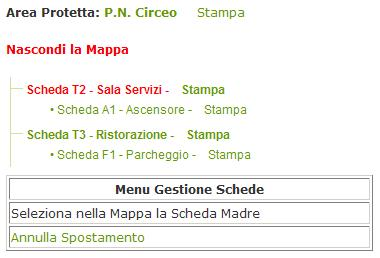 Area Protetta: P.N. Circeo Stampa
Nascondi la Mappa
Scheda T2 - Sala Servizi - Stampa
• Scheda A1 - Ascensore - Stampa
Scheda T3 - Ristorazione - Stampa
• Scheda F1 - Parcheggio - Stampa
Menu Gestione Schede
Seleziona nella Mappa la Scheda Madre
Annulla Spostamento